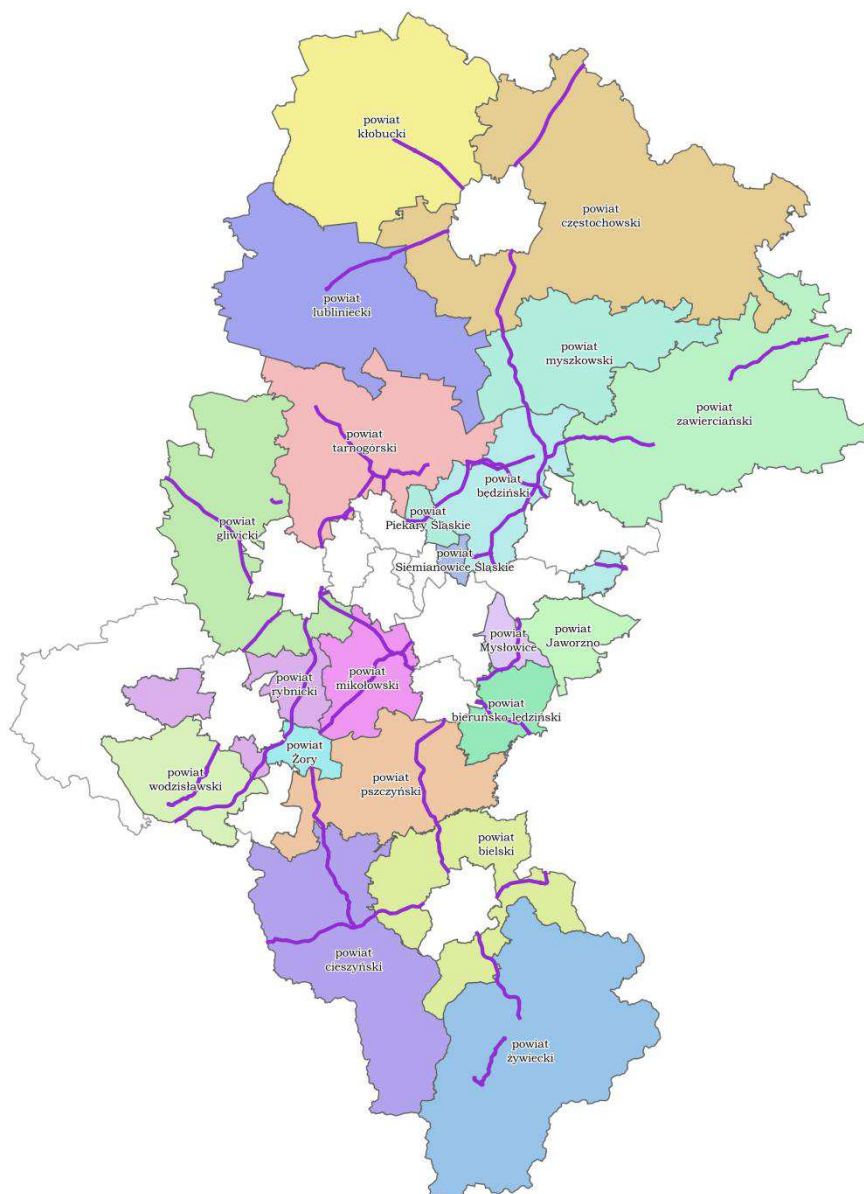 powiat
kłobucki
powiat
częstochowski
powiat
lubliniecki
powiat
myszkowski
powiat
zawierciański
powiat
tarnogórski
powiat
będziński
powiat
Piekary Śląskie
powiat
gliwicki
powiat
Siemianowice Śląskie
powiat
Mysłowice
powiat
Jaworzno
powiat
rybnicki
powiat
mikołowski
powiat
bieruńsko-lędziński
powiat
Żory
powiat
wodzisławski
powiat
pszczyński
powiat
bielski
powiat
cieszyński
powiat
żywiecki